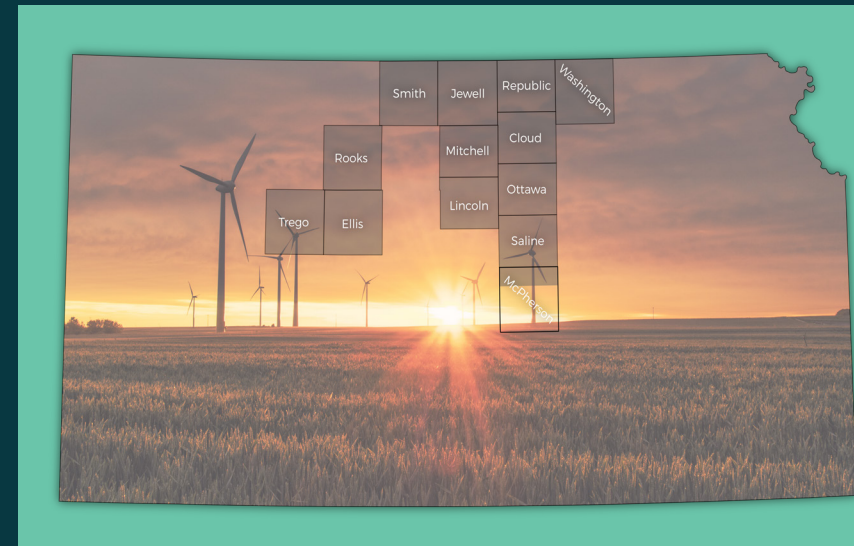 Smith
Jewell
Republic
Washington
Rooks
Mitchell
Cloud
Trego
Ellis
Lincoln
Ottawa
Saline
McPherson